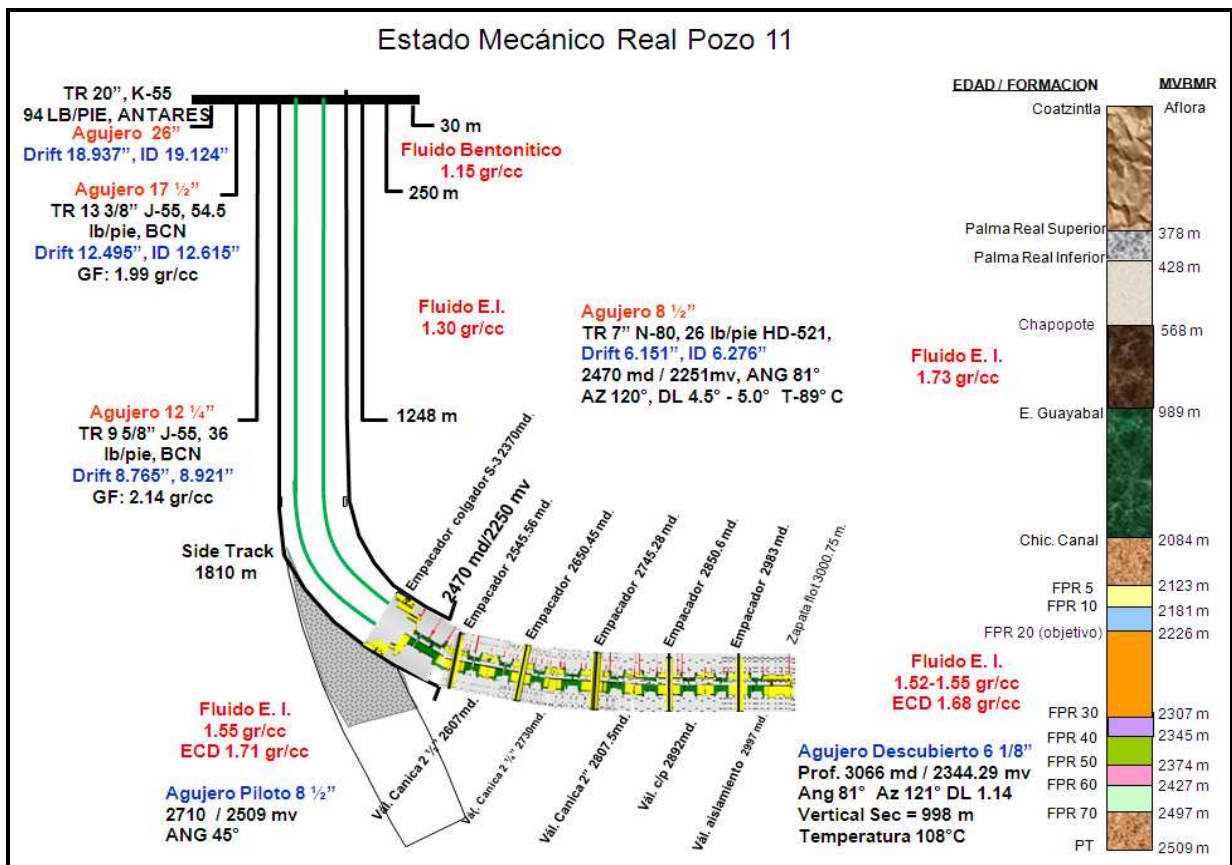 Estado Mecánico Real Pozo 11
TR 20”, K-55
94 LB/PIE, ANTARES
Agujero 26”
Drift 18.937”, ID 19.124”
Agujero 17 ½”
TR 13 3/8” J-55, 54.5
lb/pie, BCN
Drift 12.495”, ID 12.615”
GF: 1.99 gr/cc
Agujero 12 ¼”
TR 9 5/8” J-55, 36
lb/pie, BCN
Drift 8.765”, 8.921”
GF: 2.14 gr/cc
Side Track
1810 m
Fluido E. I.
1.55 gr/cc
ECD 1.71 gr/cc
Agujero Piloto 8 ½”
2710 / 2509 mv
ANG 45°
30 m
Fluido Bentonitico
1.15 gr/cc
250 m
Fluido E.I.
1.30 gr/cc
1248 m
Agujero 8 ½”
TR 7” N-80, 26 lb/pie HD-521,
Drift 6.151”, ID 6.276”
2470 md / 2251mv, ANG 81°
AZ 120°, DL 4.5° - 5.0° T-89° C
Empacador colgador S-3 2370md.
2470 md/2250 mv
Empacador 2545.56 md.
Empacador 2650.45 md.
Empacador 2745.28 md.
Empacador 2850.6 md.
Empacador 2983 md.
Zapata flot 3000.75 m.
Vál. Canica 2 ½” 2607md.
Vál. Canica 2 ¼” 2730md.
Vál. Canica 2” 2807.5md.
Vál. c/p 2892md.
Vál. aislamiento 2997 md.
Fluido E. I.
1.73 gr/cc
Fluido E. I.
1.52-1.55 gr/cc
ECD 1.68 gr/cc
Agujero Descubierto 6 1/8”
Prof. 3066 md / 2344.29 mv
Ang 81° Az 121° DL 1.14
Vertical Sec = 998 m
Temperatura 108°C
EDAD / FORMACION MVBMR
Coatzintla Aflora
Palma Real Superior 378 m
Palma Real Inferior 428 m
Chapopote 568 m
E. Guayabal 989 m
Chic. Canal 2084 m
FPR 5 2123 m
FPR 10 2181 m
FPR 20 (objetivo) 2226 m
FPR 30 2307 m
FPR 40 2345 m
FPR 50 2374 m
FPR 60 2427 m
FPR 70 2497 m
PT 2509 m